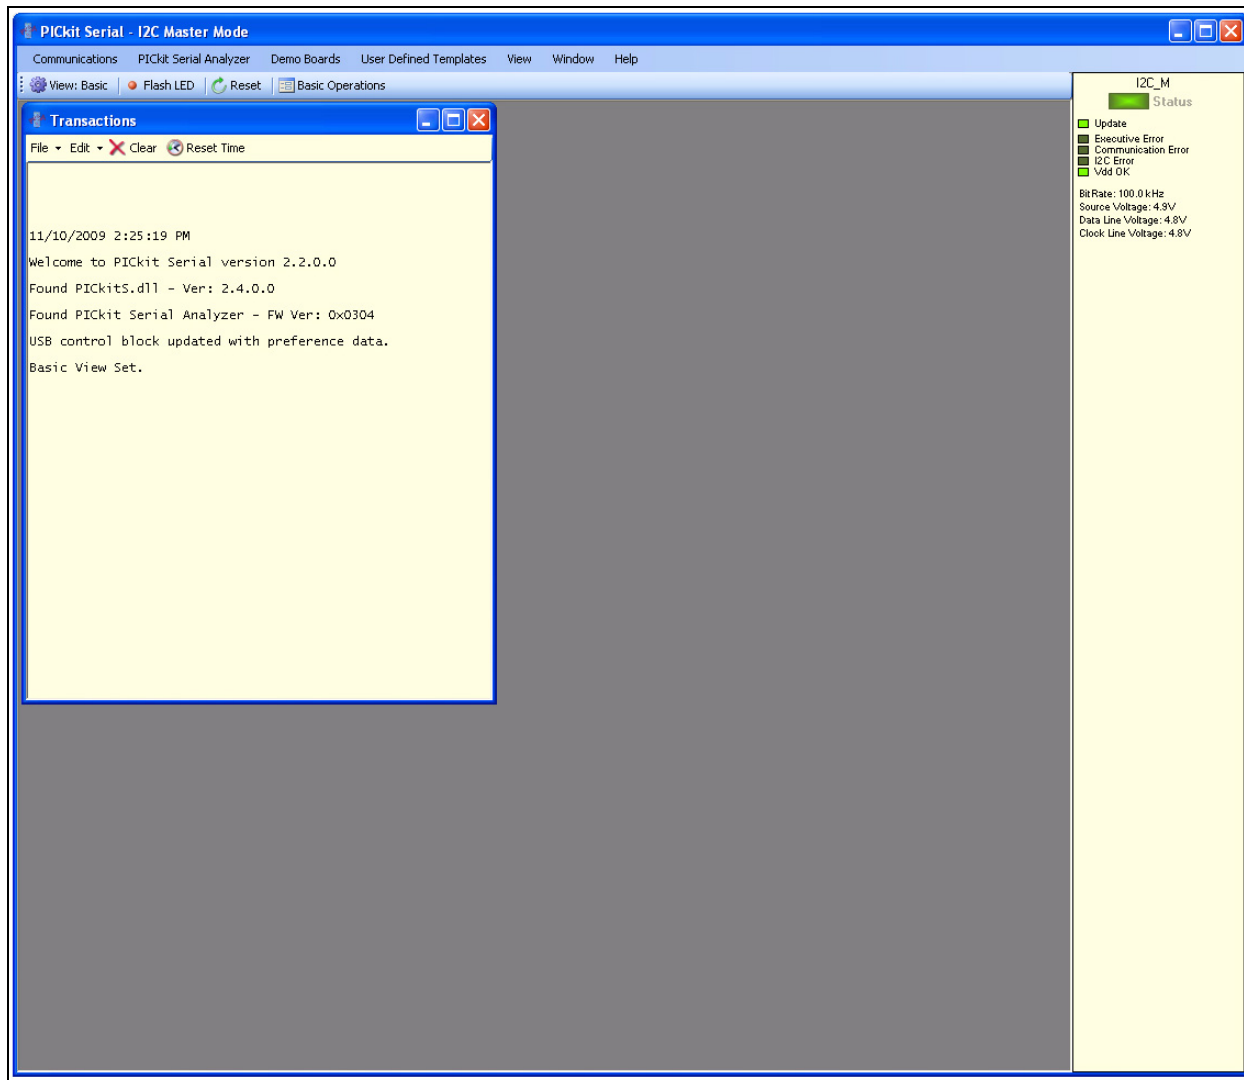 PICkit Serial - I2C Master Mode
Communications PICkit Serial Analyzer Demo Boards User Defined Templates View Window Help
View: Basic Flash LED Reset Basic Operations
Transactions
File Edit Clear Reset Time
11/10/2009 2:25:19 PM
Welcome to PICkit Serial version 2.2.0.0
Found PICkitS.dll - Ver: 2.4.0.0
Found PICkit Serial Analyzer - FW Ver: 0x0304
USB control block updated with preference data.
Basic View Set.
I2C_M
Status
Update
Executive Error
Communication Error
I2C Error
Vdd OK
BitRate: 100.0 kHz
Source Voltage: 4.9V
Data Line Voltage: 4.8V
Clock Line Voltage: 4.8V